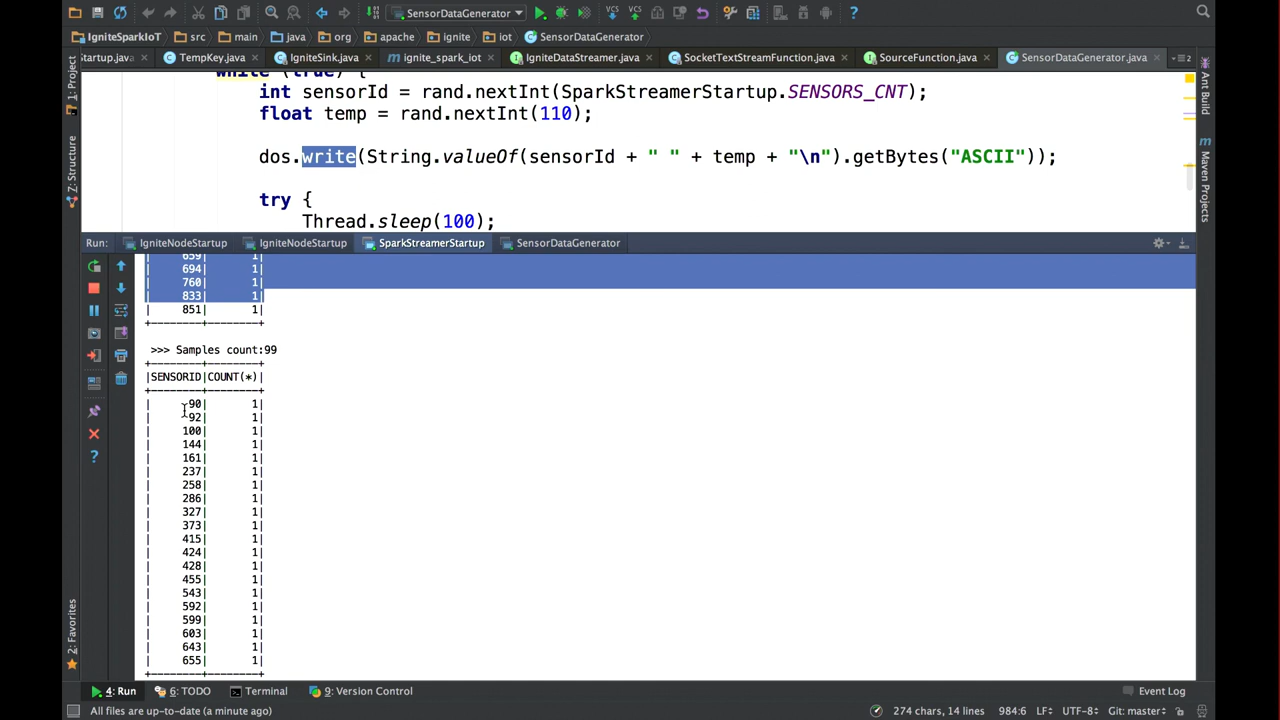 SensorDataGenerator
IgniteSparkIoT
src
main
java
org
apache
ignite
iot
SensorDataGenerator
Startup.java
TempKey.java
IgniteSink.java
ignite_spark_iot
IgniteDataStreamer.java
SocketTextStreamFunction.java
SourceFunction.java
SensorDataGenerator.java
while (true) {
int sensorId = rand.nextInt(SparkStreamerStartup.SENSORS_CNT);
float temp = rand.nextInt(110);
dos.write(String.valueOf(sensorId + " " + temp + "\n").getBytes("ASCII"));
try {
Thread.sleep(100);
Run: IgniteNodeStartup IgniteNodeStartup SparkStreamerStartup SensorDataGenerator
| 659| 1|
| 694| 1|
| 760| 1|
| 833| 1|
| 851| 1|
+--------+--------+
>>> Samples count:99
+--------+--------+
|SENSORID|COUNT(*)|
+--------+--------+
| 90| 1|
| 92| 1|
| 100| 1|
| 144| 1|
| 161| 1|
| 237| 1|
| 258| 1|
| 286| 1|
| 327| 1|
| 373| 1|
| 415| 1|
| 424| 1|
| 428| 1|
| 455| 1|
| 543| 1|
| 592| 1|
| 599| 1|
| 603| 1|
| 643| 1|
| 655| 1|
+--------+--------+
1: Project
7: Structure
2: Favorites
Ant Build
Maven Projects
4: Run 6: TODO Terminal 9: Version Control Event Log
All files are up-to-date (a minute ago) 274 chars, 14 lines 984:6 LF UTF-8 Git: master